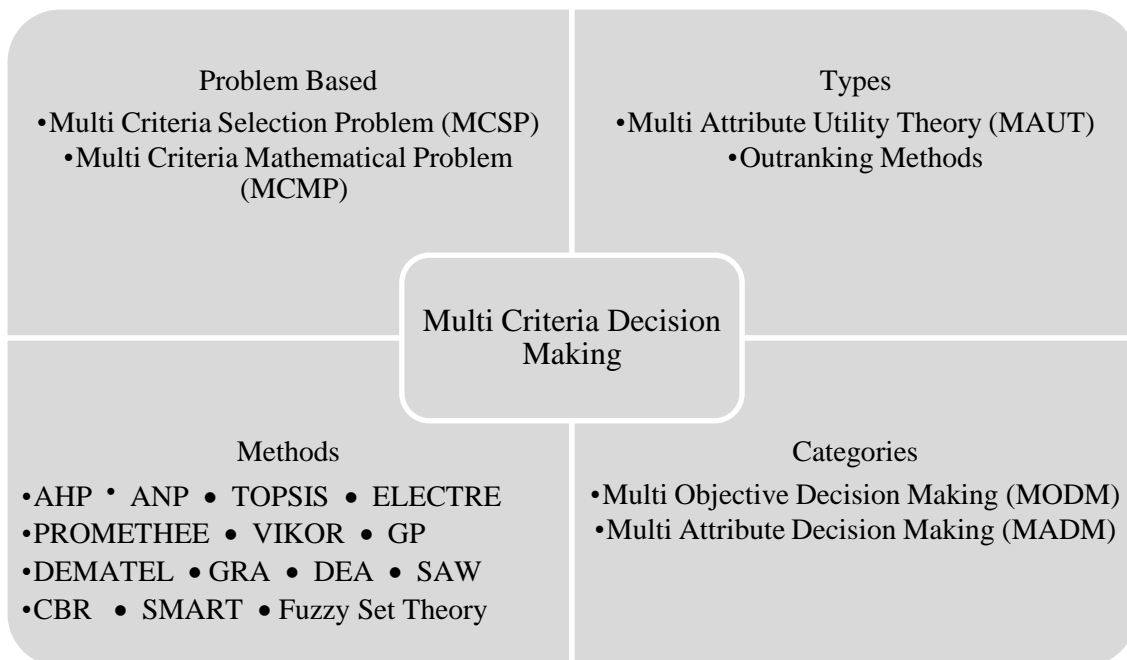 Problem Based
•Multi Criteria Selection Problem (MCSP)
•Multi Criteria Mathematical Problem
(MCMP)
Types
•Multi Attribute Utility Theory (MAUT)
•Outranking Methods
Multi Criteria Decision
Making
Methods
•AHP • ANP • TOPSIS • ELECTRE
•PROMETHEE • VIKOR • GP
•DEMATEL • GRA • DEA • SAW
•CBR • SMART • Fuzzy Set Theory
Categories
•Multi Objective Decision Making (MODM)
•Multi Attribute Decision Making (MADM)